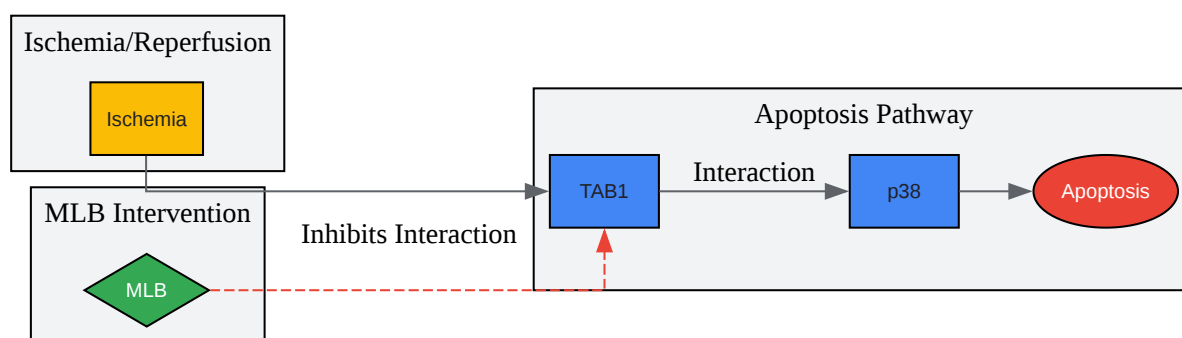 Ischemia/Reperfusion
Ischemia
MLB Intervention
MLB
Inhibits Interaction
Apoptosis Pathway
TAB1
Interaction
p38
Apoptosis